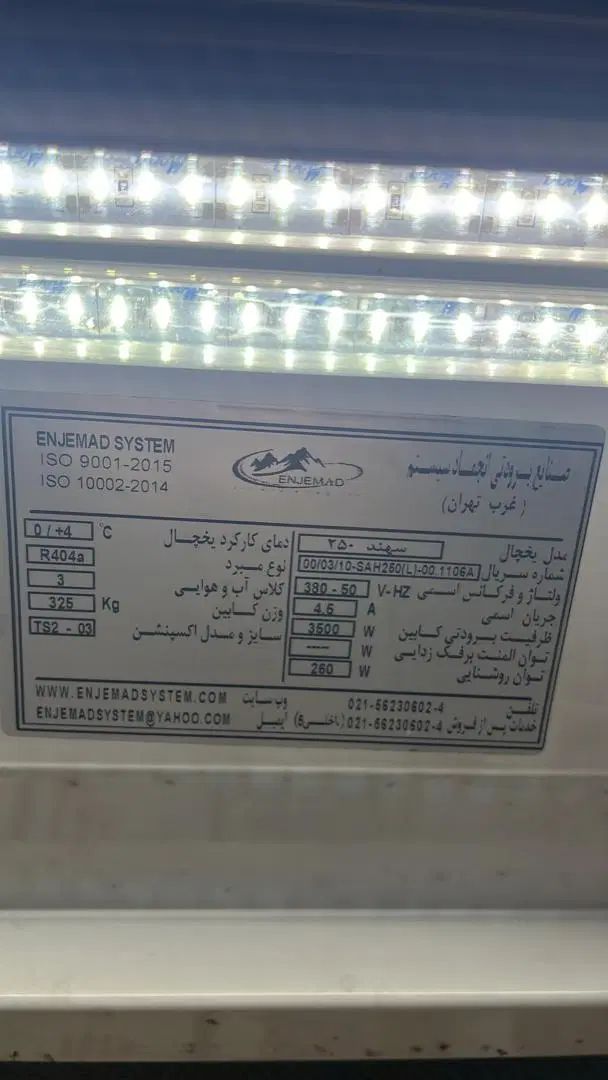 ENJEMAD SYSTEM
ISO 9001-2015
ISO 10002-2014
ENJEMAD
صنایع برودتی انجماد سیستم
(غرب تهران)
مدل یخچال سهند ۲۵۰
شماره سریال 00/03/10-SAH250(L)-00.1106A
ولتاژ و فرکانس اسمی 380 - 50 V-HZ
جریان اسمی 4.5 A
ظرفیت برودتی کابین 3500 W
توان المنت برفک زدایی ---- W
توان روشنایی 260 W
دمای کارکرد یخچال 0 / +4 °C
نوع مبرد R404a
کلاس آب و هوایی 3
وزن کابین 325 Kg
سایز و مدل اکسپنشن TS2 - 03
تلفن 021-56230602-4
خدمات پس از فروش 021-56230602-4 (داخلی 6)
وب سایت WWW.ENJEMADSYSTEM.COM
ایمیل ENJEMADSYSTEM@YAHOO.COM